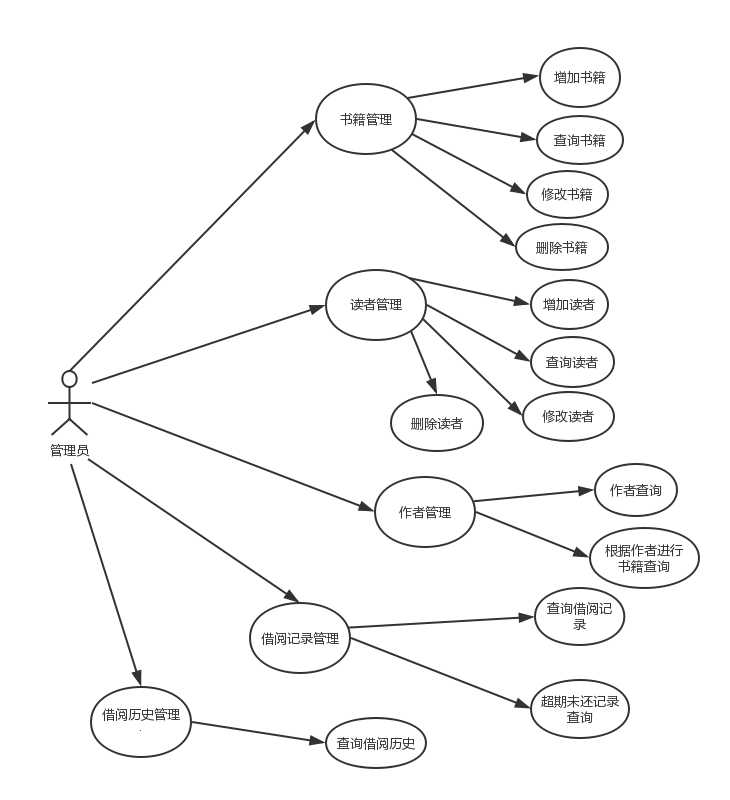 增加书籍
书籍管理
查询书籍
修改书籍
删除书籍
读者管理
增加读者
查询读者
修改读者
删除读者
管理员
作者管理
作者查询
根据作者进行
书籍查询
借阅记录管理
查询借阅记
录
超期未还记录
查询
借阅历史管理
.
查询借阅历史